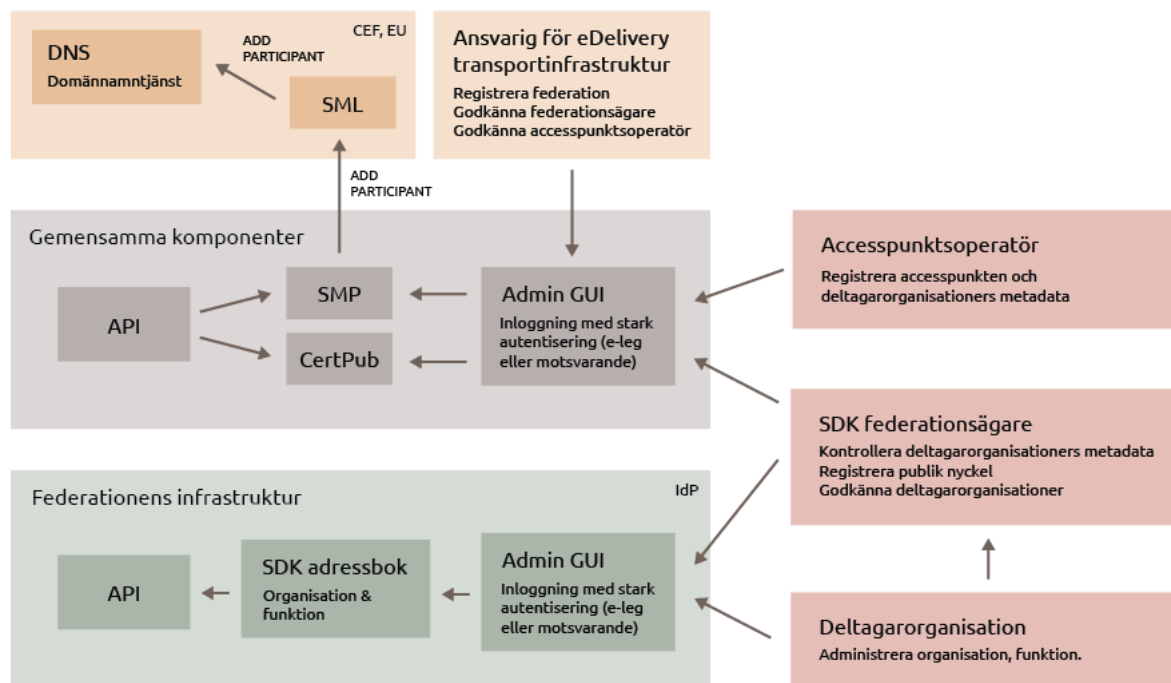 CEF, EU
DNS
Domännamntjänst
ADD
PARTICIPANT
SML
Ansvarig för eDelivery
transportinfrastruktur
Registrera federation
Godkänna federationsägare
Godkänna accesspunktsoperatör
ADD
PARTICIPANT
Gemensamma komponenter
API
SMP
CertPub
Admin GUI
Inloggning med stark
autentisering (e-leg
eller motsvarande)
Accesspunktsoperatör
Registrera accesspunkten och
deltagarorganisationers metadata
SDK federationsägare
Kontrollera deltagarorganisationers metadata
Registrera publik nyckel
Godkänna deltagarorganisationer
Federationens infrastruktur
IdP
API
SDK adressbok
Organisation &
funktion
Admin GUI
Inloggning med stark
autentisering (e-leg
eller motsvarande)
Deltagarorganisation
Administrera organisation, funktion.